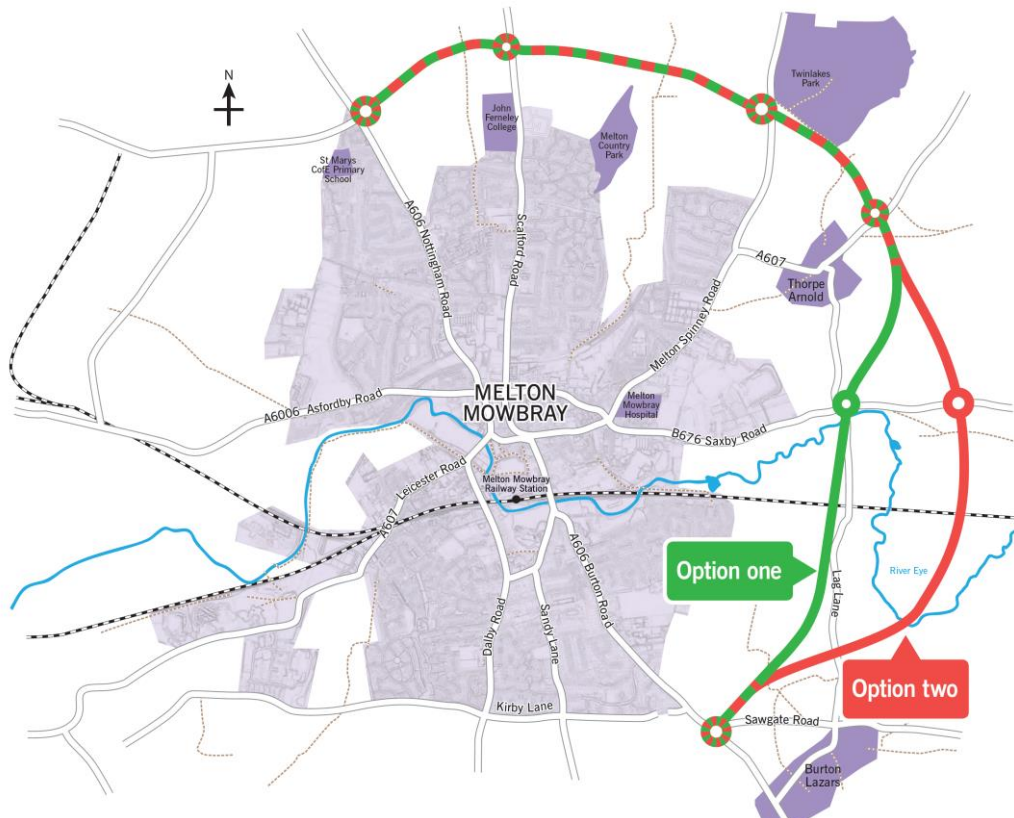 N
Twinlakes
Park
John
Ferneley
College
Melton
Country
Park
St Marys
CofE Primary
School
A606 Nottingham Road
Scalford Road
A607
Thorpe
Arnold
Melton Spinney Road
MELTON
MOWBRAY
A6006 Asfordby Road
Melton
Mowbray
Hospital
B676 Saxby Road
A607 Leicester Road
Melton Mowbray
Railway Station
A606 Burton Road
Option one
River Eye
Lag Lane
Dalby Road
Sandy Lane
Option two
Kirby Lane
Sawgate Road
Burton
Lazars